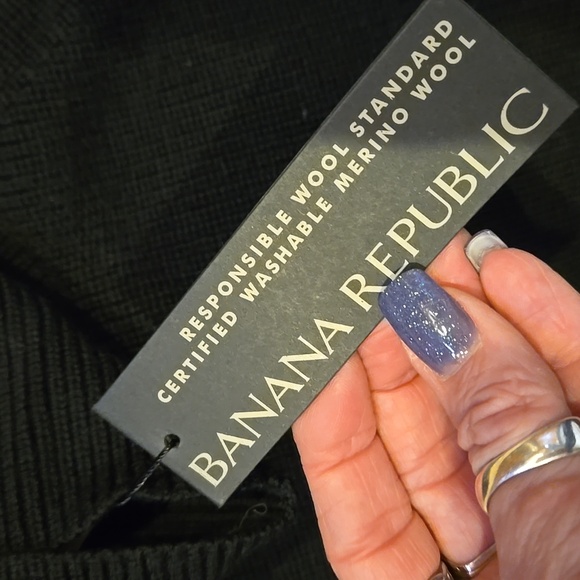 RESPONSIBLE WOOL STANDARD
CERTIFIED WASHABLE MERINO WOOL
BANANA REPUBLIC